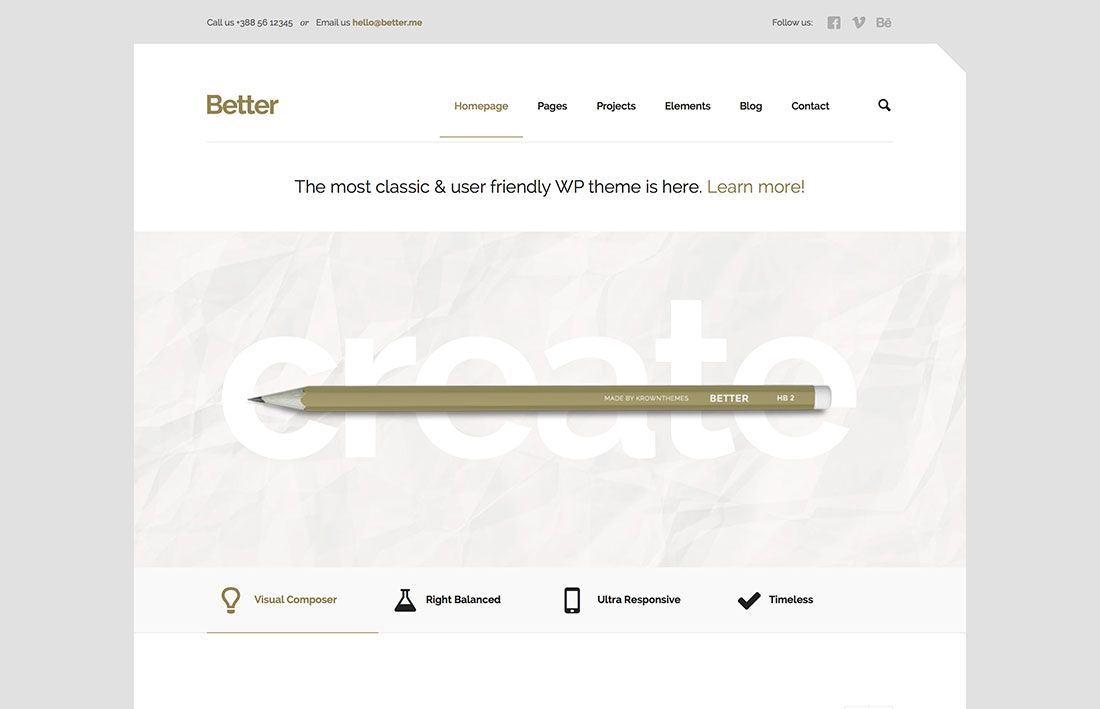 Call us +388 56 12345 or Email us hello@better.me
Follow us:
Bē
Better
Homepage Pages Projects Elements Blog Contact
The most classic & user friendly WP theme is here. Learn more!
create
MADE BY KROWNTHEMES BETTER HB 2
Visual Composer Right Balanced Ultra Responsive Timeless